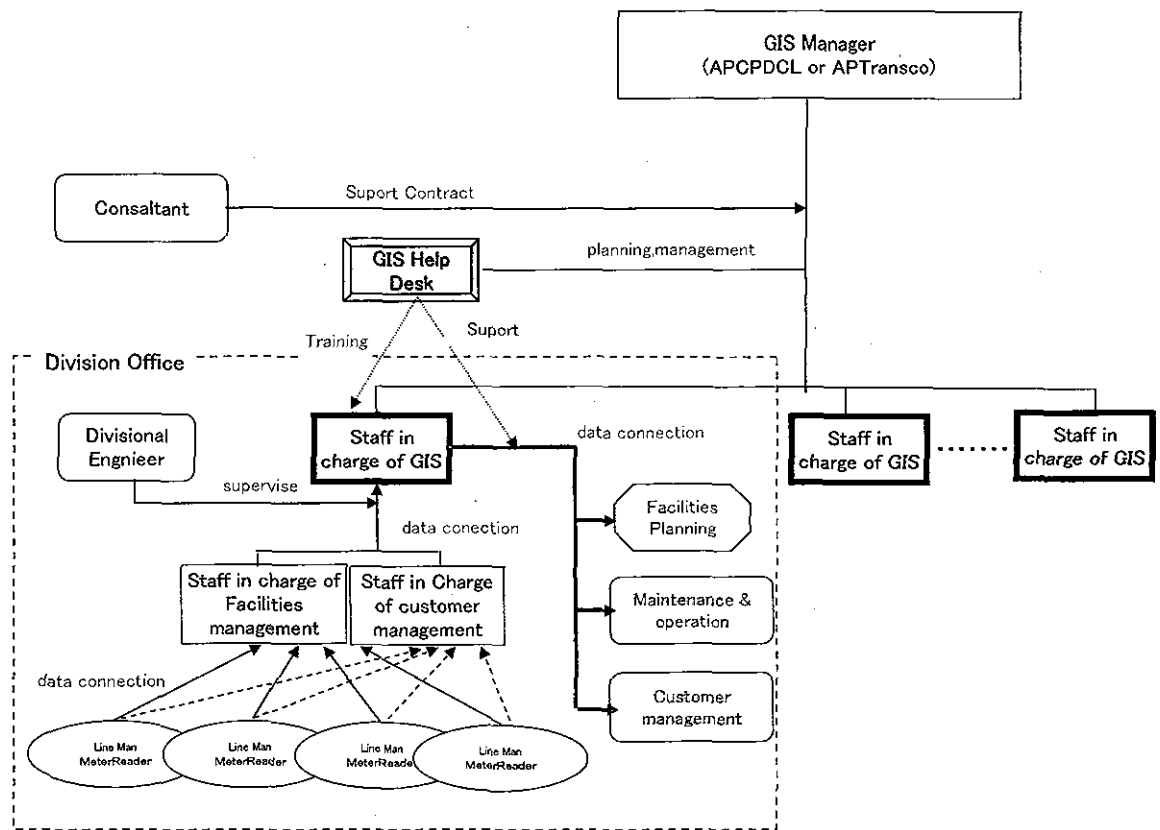 GIS Manager
(APCPDCL or APTransco)
Suport Contract
Consaltant
planning,management
GIS Help
Desk
Training
Suport
Division Office
Divisional
Engnieer
Staff in
charge of GIS
data connection
Staff in
charge of GIS
Staff in
charge of GIS
supervise
data conection
Facilities
Planning
Staff in charge of
Facilities
management
Staff in Charge
of customer
management
Maintenance &
operation
data connection
Customer
management
Line Man
MeterReader
Line Man
MeterReader
Line Man
MeterReader
Line Man
MeterReader